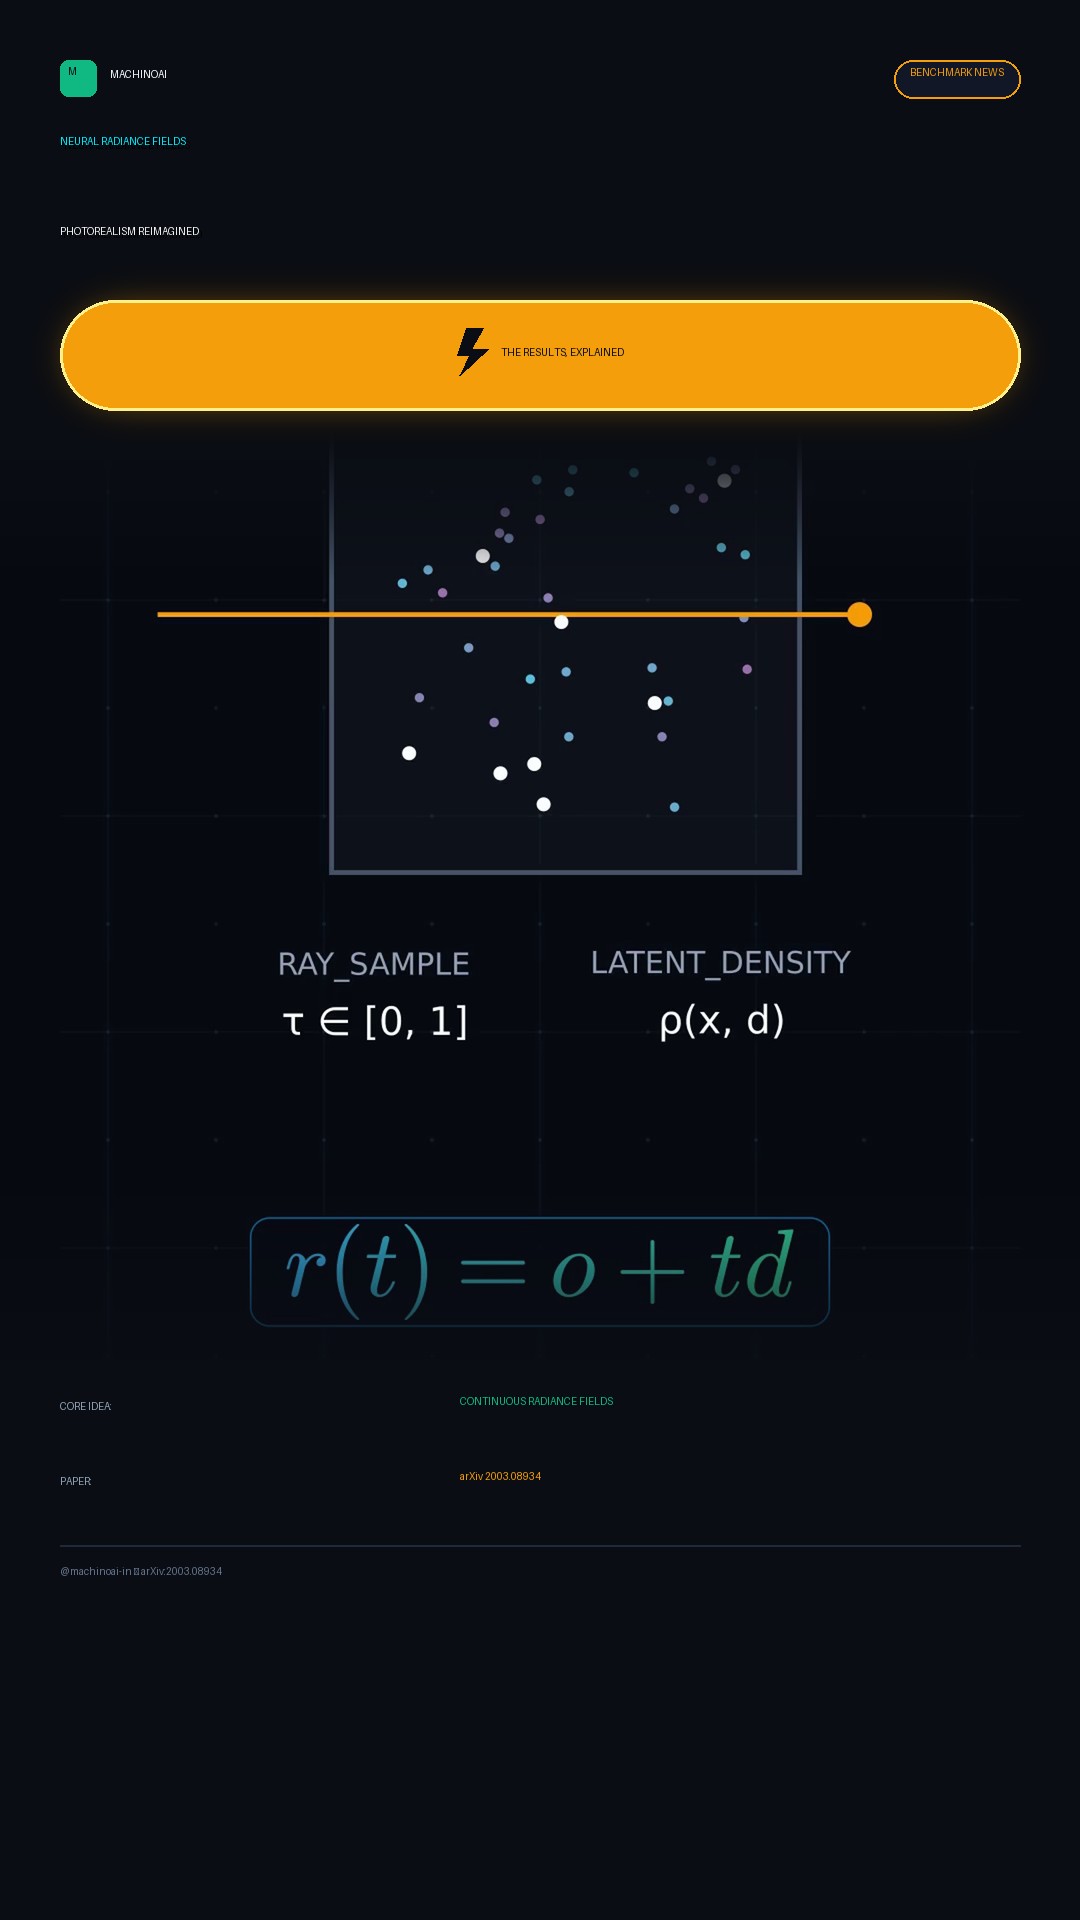 M
MACHINOAI
BENCHMARK NEWS
NEURAL RADIANCE FIELDS
PHOTOREALISM REIMAGINED
THE RESULTS, EXPLAINED
RAY_SAMPLE
LATENT_DENSITY
τ ∈ [0, 1]
ρ(x, d)
r(t) = o + td
CORE IDEA:
CONTINUOUS RADIANCE FIELDS
PAPER:
arXiv 2003.08934
@machinoai-in arXiv:2003.08934